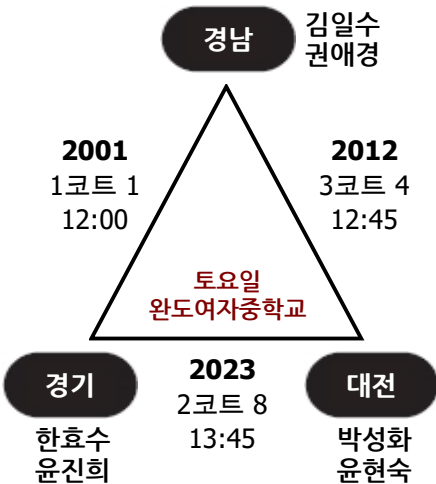 경남
김일수
권애경
2001
1코트 1
12:00
2012
3코트 4
12:45
토요일
완도여자중학교
경기
한효수
윤진희
2023
2코트 8
13:45
대전
박성화
윤현숙